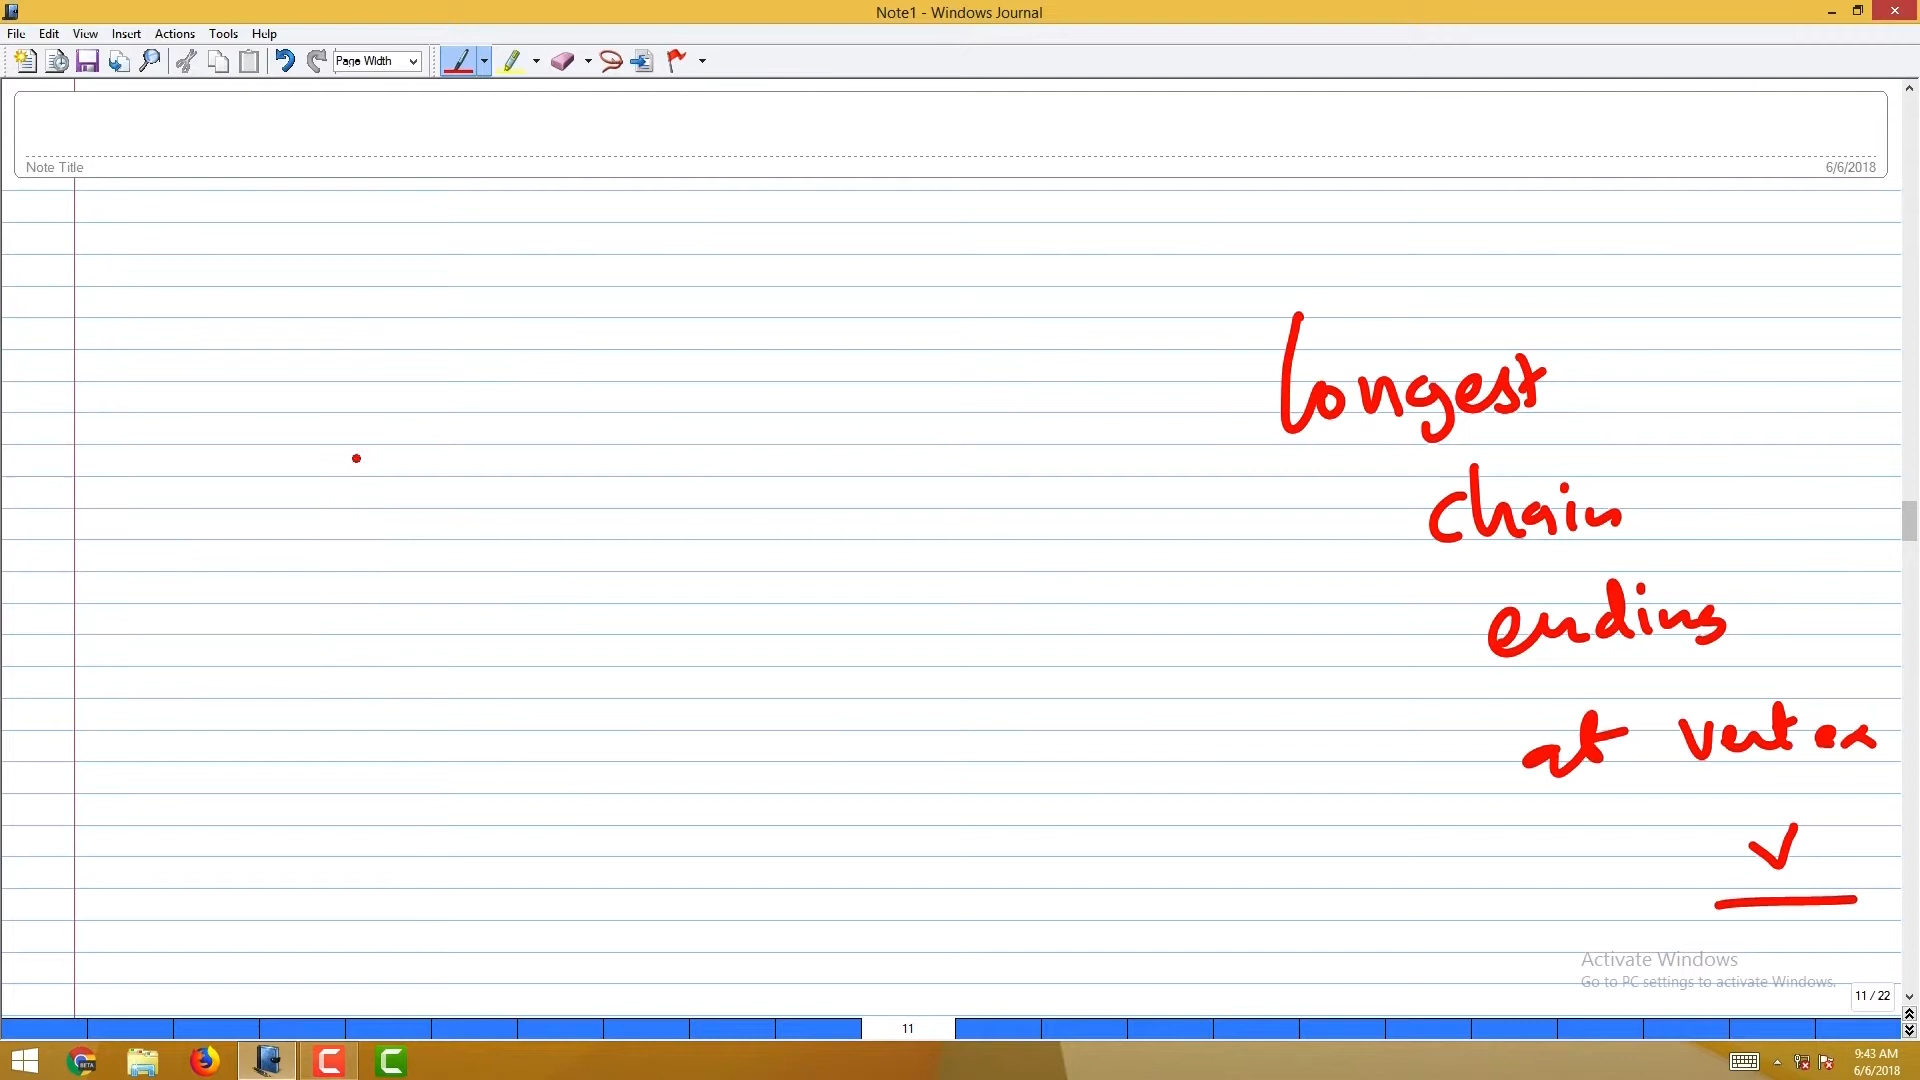 Note1 - Windows Journal
File Edit View Insert Actions Tools Help
Page Width
Note Title
6/6/2018
Longest
chain
ending
at vertex
v
Activate Windows
Go to PC settings to activate Windows.
11 / 22
11
BETA
9:43 AM
6/6/2018